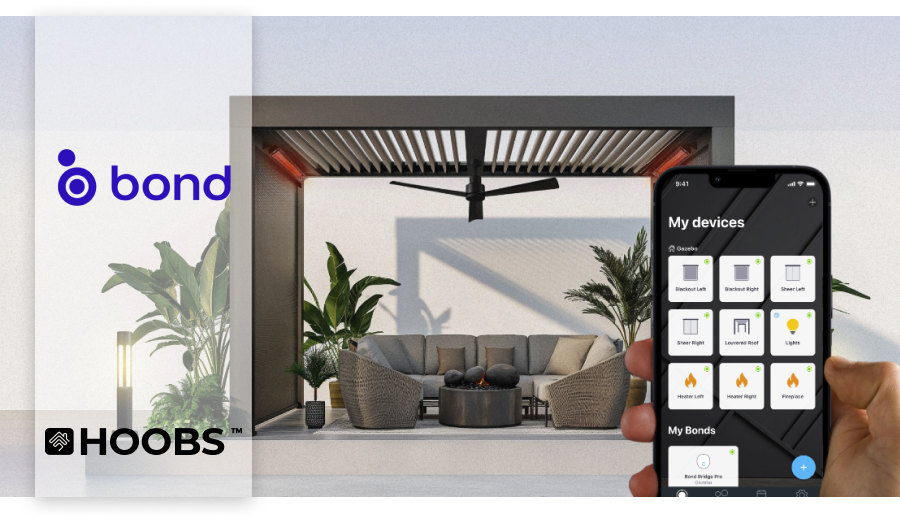 bond
HOOBS™
9:41
My devices
Gazebo
Blackout Left
Blackout Right
Sheer Left
Sheer Right
Louvered Roof
Lights
Heater Left
Heater Right
Fireplace
My Bonds
Bond Bridge Pro
Gazebo